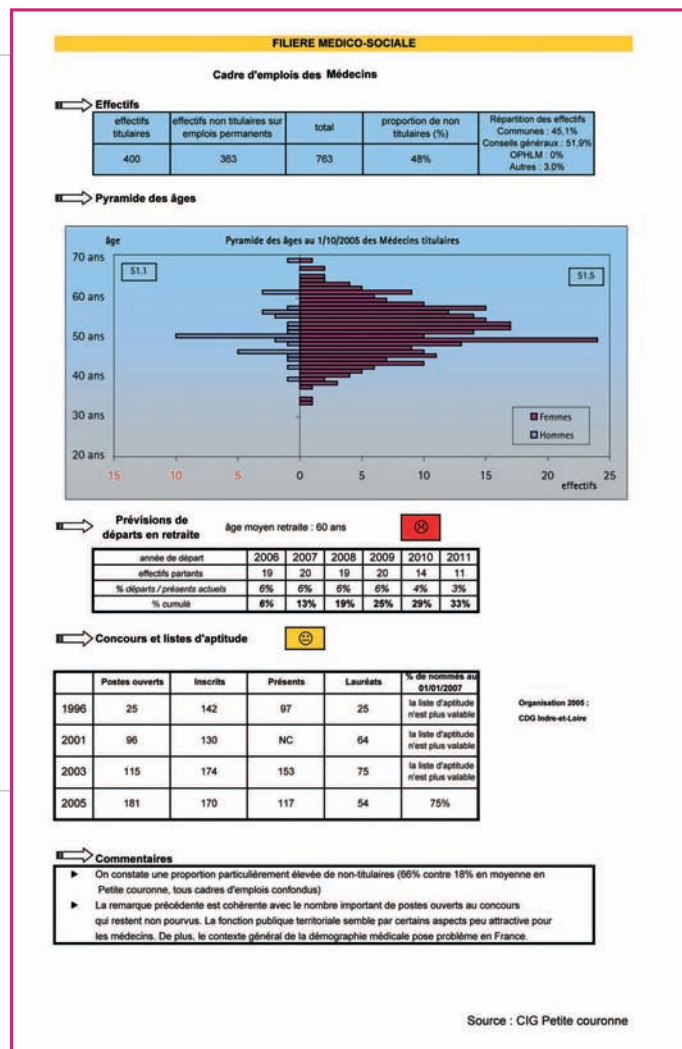 FILIERE MEDICO-SOCIALE
Cadre d'emplois des Médecins
Effectifs
effectifs titulaires | effectifs non titulaires sur emplois permanents | total | proportion de non titulaires (%) | Répartition des effectifs
Communes : 45,1%
Conseils généraux : 51,9%
OPHLM : 0%
Autres : 3.0%
400 | 363 | 763 | 48%
Pyramide des âges
âge
Pyramide des âges au 1/10/2005 des Médecins titulaires
70 ans
51.1
51.5
60 ans
50 ans
40 ans
30 ans
Femmes
Hommes
20 ans
15 10 5 0 5 10 15 20 25
effectifs
Prévisions de
départs en retraite
âge moyen retraite : 60 ans
année de départ | 2006 | 2007 | 2008 | 2009 | 2010 | 2011
effectifs partants | 19 | 20 | 19 | 20 | 14 | 11
% départs / présents actuels | 6% | 6% | 6% | 6% | 4% | 3%
% cumulé | 6% | 13% | 19% | 25% | 29% | 33%
Concours et listes d'aptitude
Postes ouverts | Inscrits | Présents | Lauréats | % de nommés au 01/01/2007
1996 | 25 | 142 | 97 | 25 | la liste d'aptitude n'est plus valable
2001 | 96 | 130 | NC | 64 | la liste d'aptitude n'est plus valable
2003 | 115 | 174 | 153 | 75 | la liste d'aptitude n'est plus valable
2005 | 181 | 170 | 117 | 54 | 75%
Organisation 2005 :
CDG Indre-et-Loire
Commentaires
► On constate une proportion particulièrement élevée de non-titulaires (66% contre 18% en moyenne en
Petite couronne, tous cadres d'emplois confondus)
► La remarque précédente est cohérente avec le nombre important de postes ouverts au concours
qui restent non pourvus. La fonction publique territoriale semble par certains aspects peu attractive pour
les médecins. De plus, le contexte général de la démographie médicale pose problème en France.
Source : CIG Petite couronne